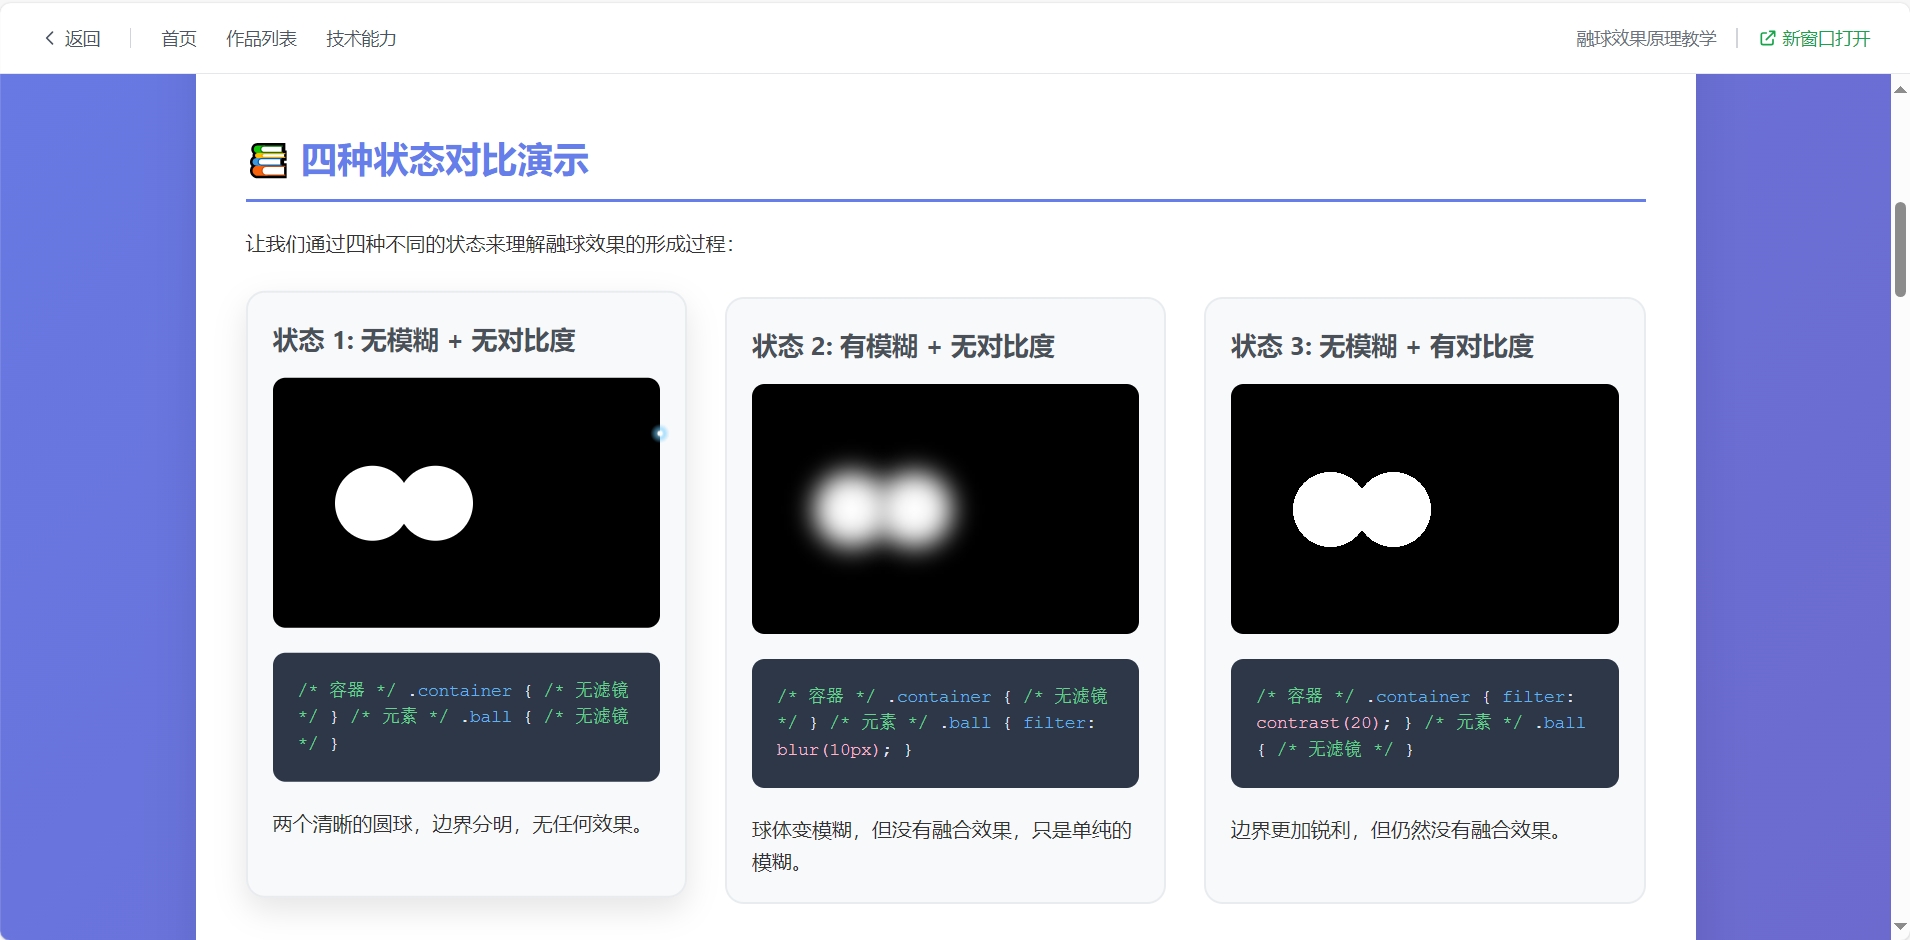 返回
首页
作品列表
技术能力
融球效果原理教学
新窗口打开
四种状态对比演示
让我们通过四种不同的状态来理解融球效果的形成过程：
状态 1: 无模糊 + 无对比度
/* 容器 */ .container { /* 无滤镜
*/ } /* 元素 */ .ball { /* 无滤镜
*/ }
两个清晰的圆球，边界分明，无任何效果。
状态 2: 有模糊 + 无对比度
/* 容器 */ .container { /* 无滤镜
*/ } /* 元素 */ .ball { filter:
blur(10px); }
球体变模糊，但没有融合效果，只是单纯的
模糊。
状态 3: 无模糊 + 有对比度
/* 容器 */ .container { filter:
contrast(20); } /* 元素 */ .ball
{ /* 无滤镜 */ }
边界更加锐利，但仍然没有融合效果。